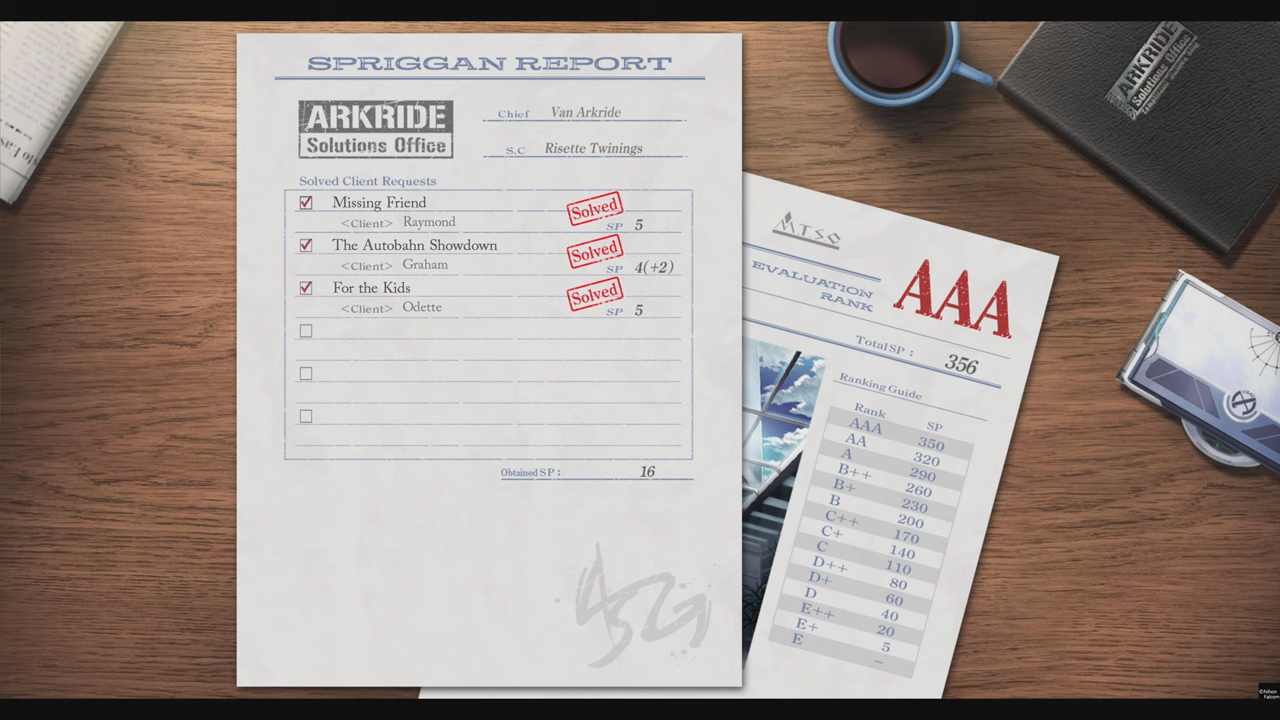 SPRIGGAN REPORT
ARKRIDE
Solutions Office
Chief Van Arkride
S.C Risette Twinings
Solved Client Requests
Missing Friend
Solved
<Client> Raymond
SP 5
The Autobahn Showdown
Solved
<Client> Graham
SP 4(+2)
For the Kids
Solved
<Client> Odette
SP 5
Obtained SP: 16
MTSO
EVALUATION
RANK
AAA
Total SP: 356
Ranking Guide
Rank SP
AAA 350
AA 320
A 290
B++ 260
B+ 230
B 200
C++ 170
C+ 140
C 110
D++ 80
D+ 60
D 40
E++ 20
E+ 5
E –
ARKRIDE
Solutions Office
©Nihon
Falcom